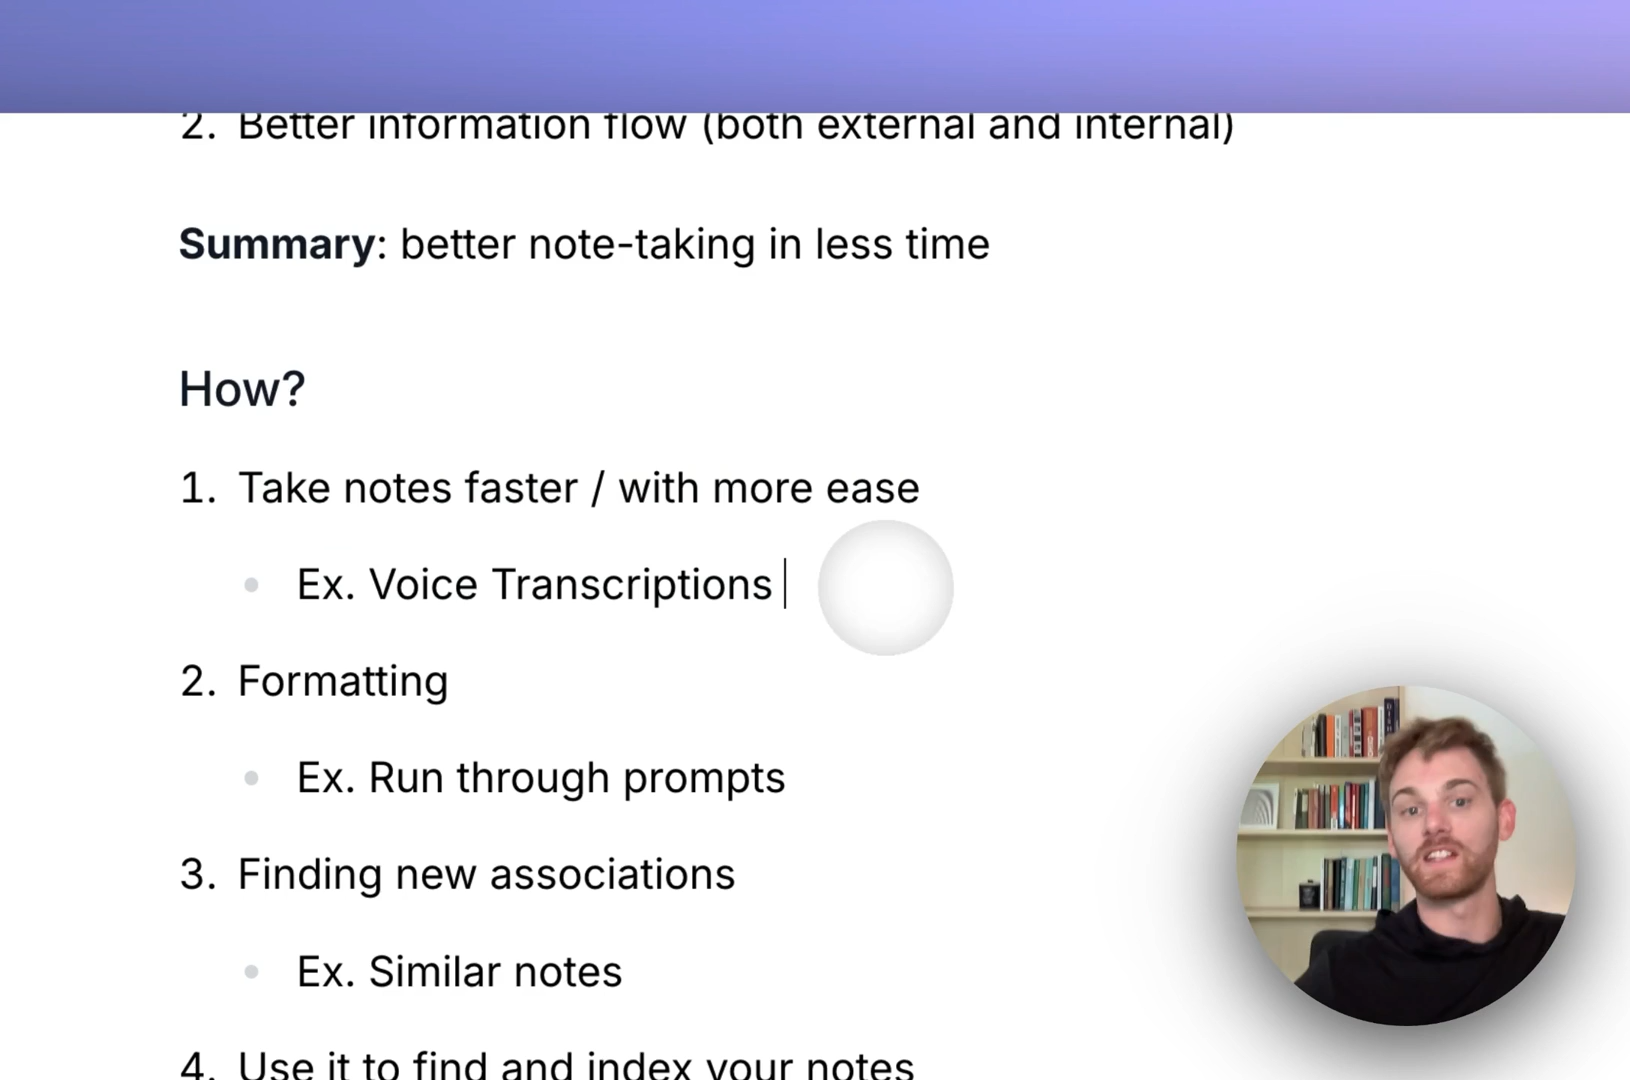 2. Better information flow (both external and internal)
Summary: better note-taking in less time
How?
1. Take notes faster / with more ease
Ex. Voice Transcriptions
2. Formatting
Ex. Run through prompts
3. Finding new associations
Ex. Similar notes
4. Use it to find and index your notes